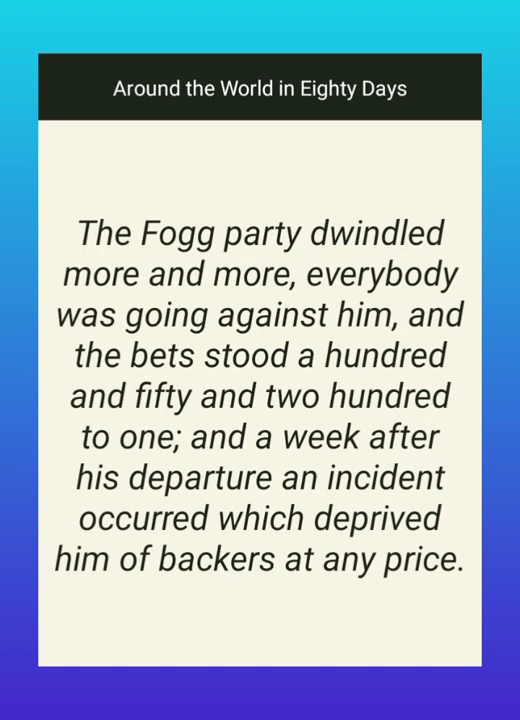 Around the World in Eighty Days
The Fogg party dwindled
more and more, everybody
was going against him, and
the bets stood a hundred
and fifty and two hundred
to one; and a week after
his departure an incident
occurred which deprived
him of backers at any price.